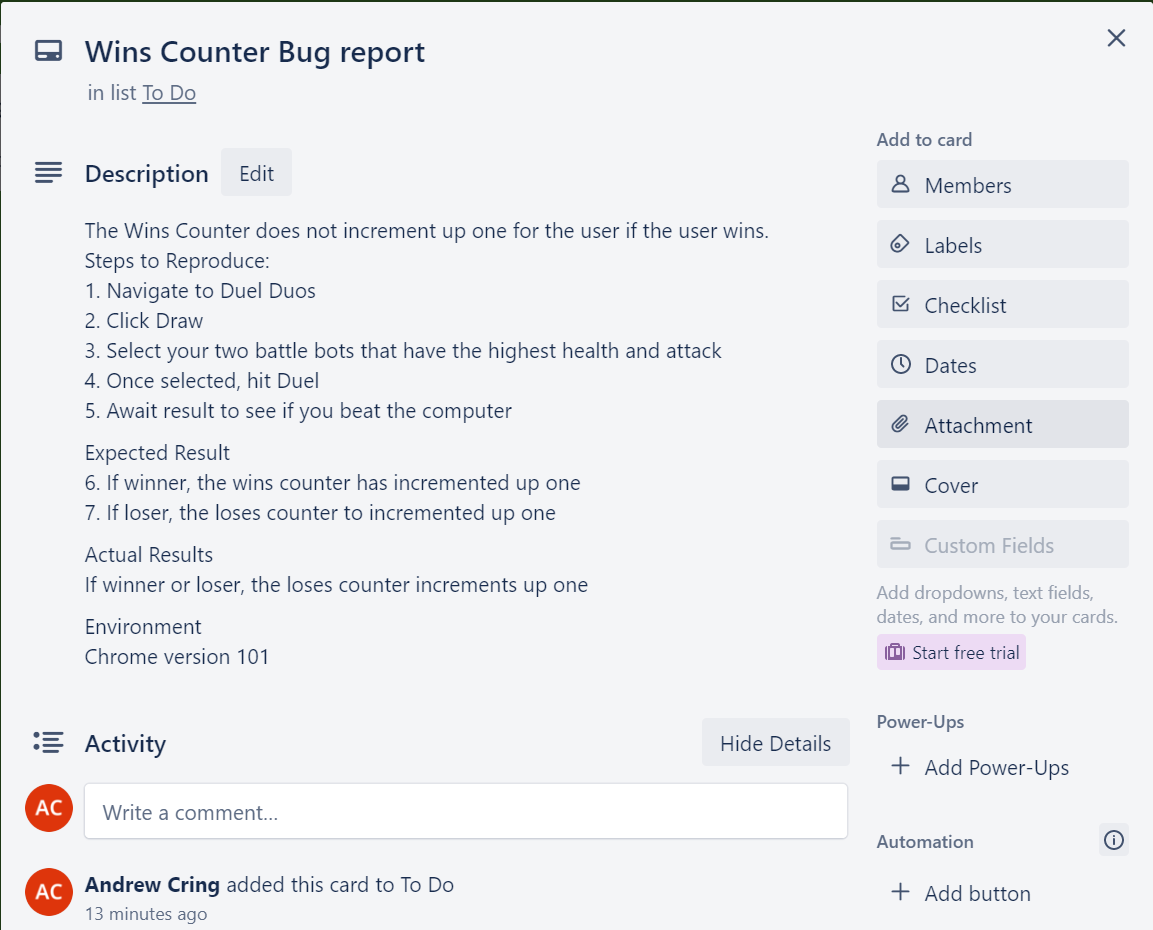 Wins Counter Bug report
in list To Do
Description
Edit
The Wins Counter does not increment up one for the user if the user wins.
Steps to Reproduce:
1. Navigate to Duel Duos
2. Click Draw
3. Select your two battle bots that have the highest health and attack
4. Once selected, hit Duel
5. Await result to see if you beat the computer
Expected Result
6. If winner, the wins counter has incremented up one
7. If loser, the loses counter to incremented up one
Actual Results
If winner or loser, the loses counter increments up one
Environment
Chrome version 101
Activity
Hide Details
AC
Write a comment…
AC
Andrew Cring added this card to To Do
13 minutes ago
Add to card
Members
Labels
Checklist
Dates
Attachment
Cover
Custom Fields
Add dropdowns, text fields,
dates, and more to your cards.
Start free trial
Power-Ups
Add Power-Ups
Automation
Add button